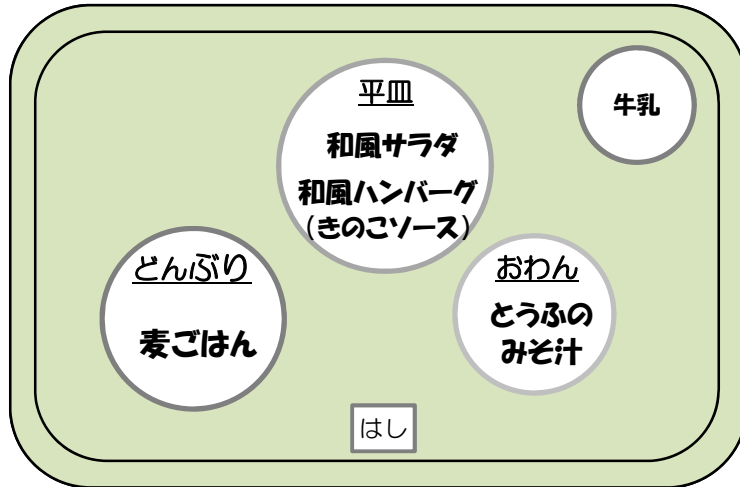 平皿
和風サラダ
和風ハンバーグ
(きのこソース)
牛乳
どんぶり
麦ごはん
おわん
とうふの
みそ汁
はし